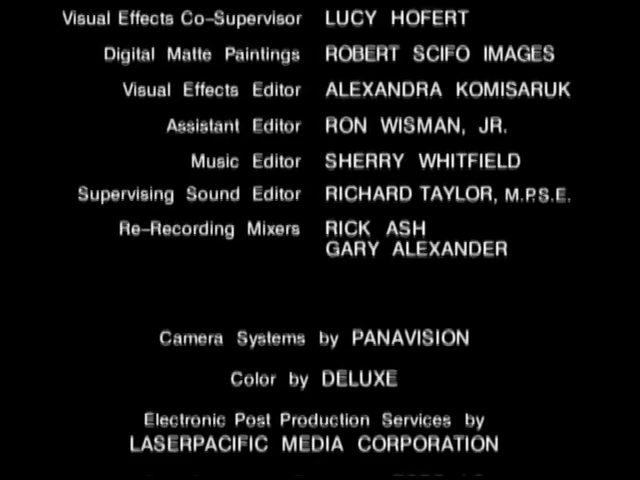 Visual Effects Co-Supervisor LUCY HOFERT
Digital Matte Paintings ROBERT SCIFO IMAGES
Visual Effects Editor ALEXANDRA KOMISARUK
Assistant Editor RON WISMAN, JR.
Music Editor SHERRY WHITFIELD
Supervising Sound Editor RICHARD TAYLOR, M.P.S.E.
Re-Recording Mixers RICK ASH
GARY ALEXANDER
Camera Systems by PANAVISION
Color by DELUXE
Electronic Post Production Services by
LASERPACIFIC MEDIA CORPORATION